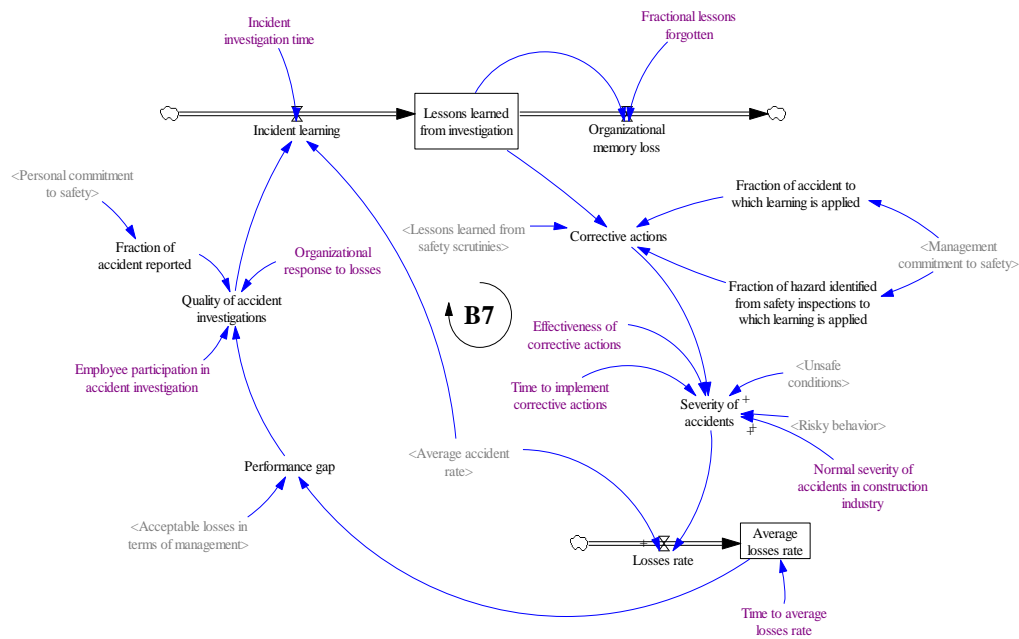 Incident
investigation time
Fractional lessons
forgotten
Lessons learned
from investigation
Incident learning
Organizational
memory loss
<Personal commitment
to safety>
Fraction of accident to
which learning is applied
<Lessons learned from
safety scrutinies>
Corrective actions
<Management
commitment to safety>
Fraction of
accident reported
Organizational
response to losses
Fraction of hazard identified
from safety inspections to
which learning is applied
Quality of accident
investigations
B7
Effectiveness of
corrective actions
Employee participation in
accident investigation
Time to implement
corrective actions
<Unsafe
conditions>
Severity of
accidents
+
<Risky behavior>
+
+
<Average accident
rate>
Performance gap
Normal severity of
accidents in construction
industry
<Acceptable losses in
terms of management>
Average
losses rate
+
Losses rate
Time to average
losses rate